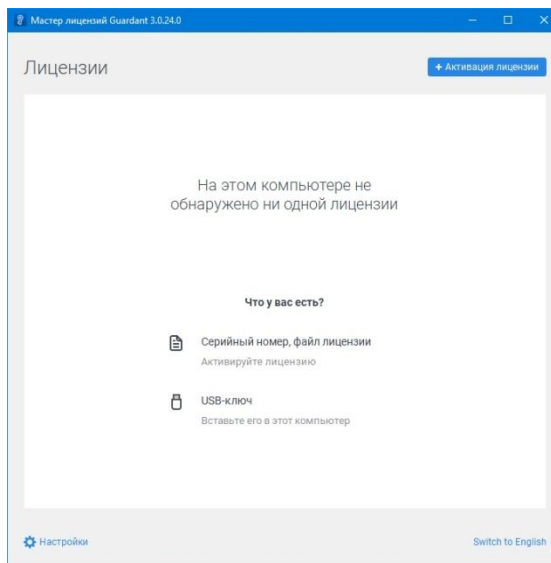 Мастер лицензий Guardant 3.0.24.0
Лицензии
+ Активация лицензии
На этом компьютере не
обнаружено ни одной лицензии
Что у вас есть?
Серийный номер, файл лицензии
Активируйте лицензию
USB-ключ
Вставьте его в этот компьютер
Настройки
Switch to English